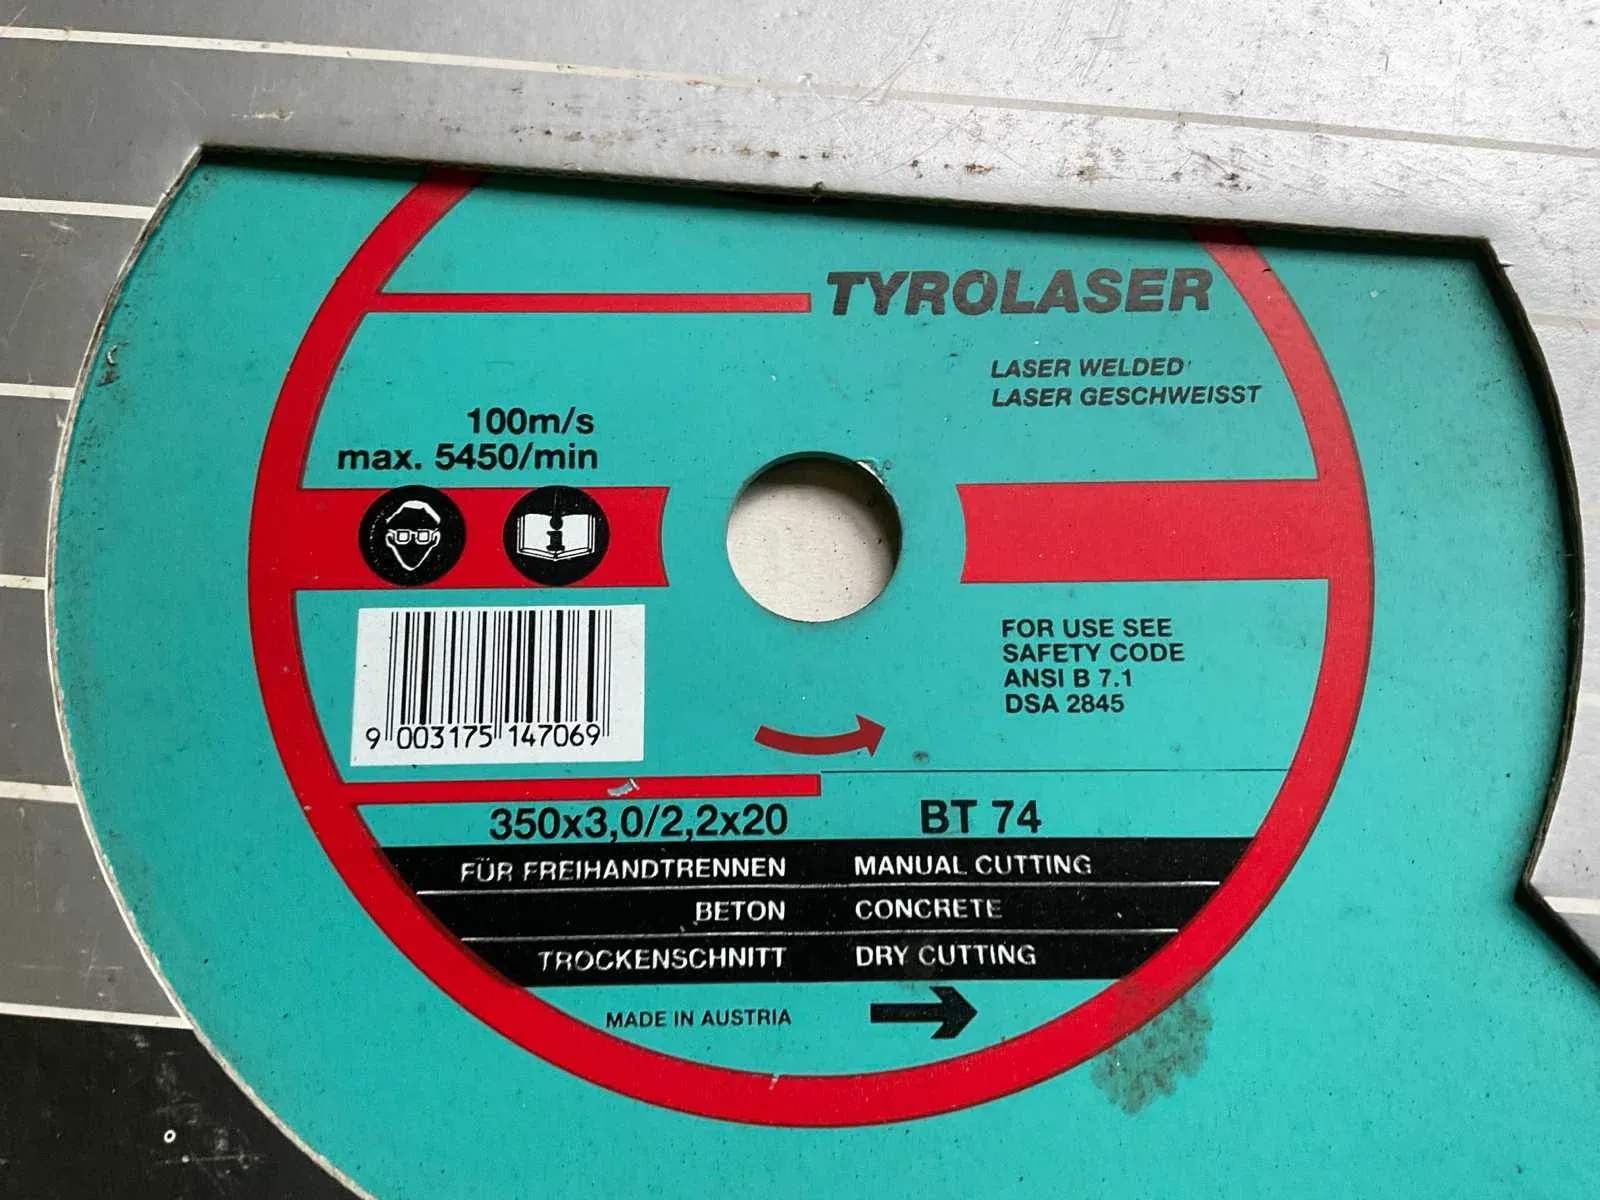 TYROLASER
LASER WELDED
LASER GESCHWEISST
100m/s
max. 5450/min
FOR USE SEE
SAFETY CODE
ANSI B 7.1
DSA 2845
9 003175 147069
350x3,0/2,2x20
BT 74
FÜR FREIHANDTRENNEN MANUAL CUTTING
BETON CONCRETE
TROCKENSCHNITT DRY CUTTING
MADE IN AUSTRIA